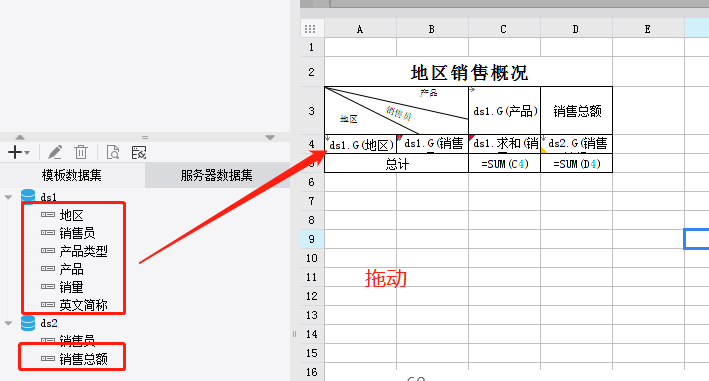 A B C D E
1
2 地区销售概况
3 产品 销售员 地区 ds1.G(产品) 销售总额
4 ds1.G(地区) ds1.G(销售 ds1.求和(销 ds2.G(销售
5 总计 =SUM(C4) =SUM(D4)
6
7
8
9
10
11 拖动
12
13
14
15
16
模板数据集 服务器数据集
ds1
地区
销售员
产品类型
产品
销量
英文简称
ds2
销售员
销售总额